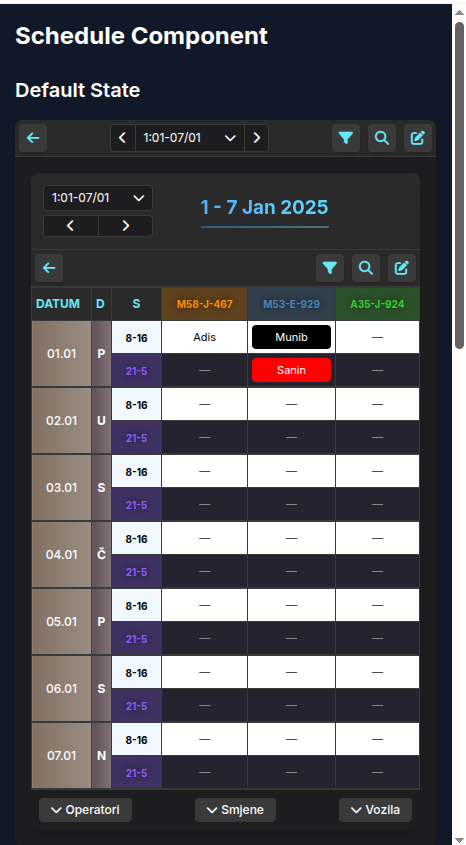 Schedule Component
Default State
1:01-07/01
1:01-07/01
1 - 7 Jan 2025
DATUM D S M58-J-467 M53-E-929 A35-J-924
01.01 P 8-16 Adis Munib —
21-5 — Sanin —
02.01 U 8-16 — — —
21-5 — — —
03.01 S 8-16 — — —
21-5 — — —
04.01 Č 8-16 — — —
21-5 — — —
05.01 P 8-16 — — —
21-5 — — —
06.01 S 8-16 — — —
21-5 — — —
07.01 N 8-16 — — —
21-5 — — —
Operatori Smjene Vozila